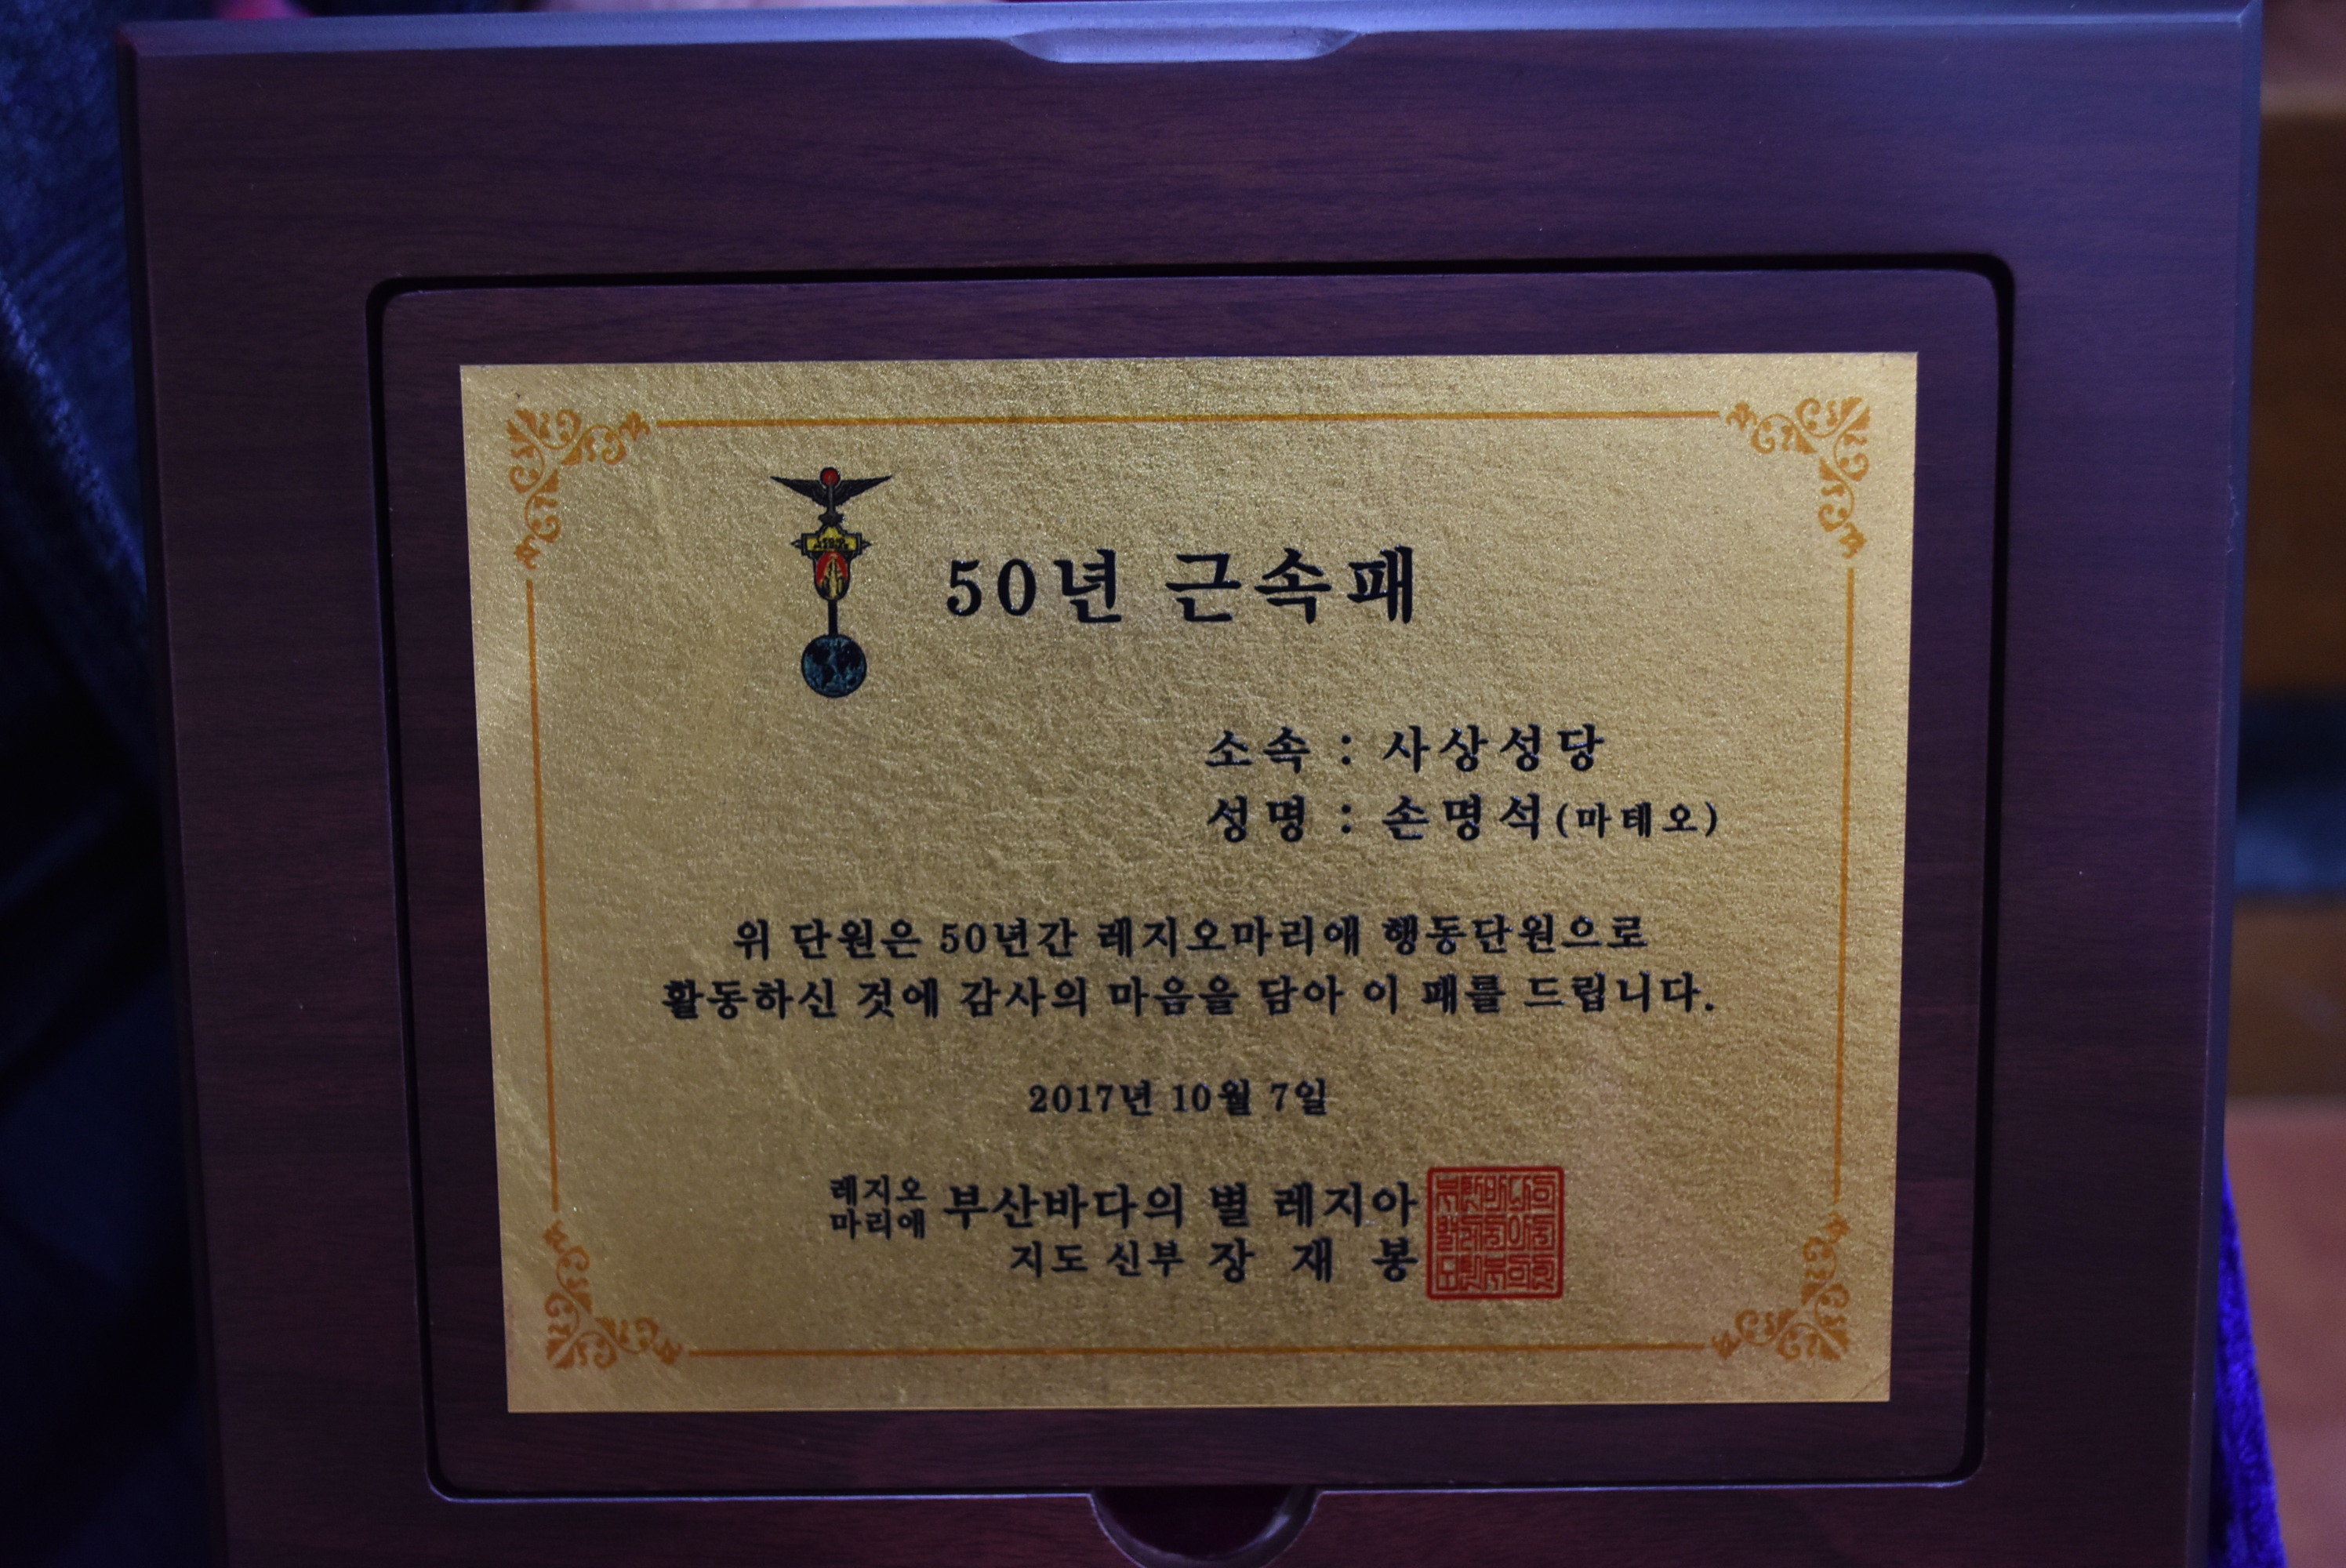 50년 근속패
소속 : 사상성당
성명 : 손명석(마테오)
위 단원은 50년간 레지오마리애 행동단원으로
활동하신 것에 감사의 마음을 담아 이 패를 드립니다.
2017년 10월 7일
레지오
마리애 부산바다의 별 레지아
지도 신부 장 재 봉